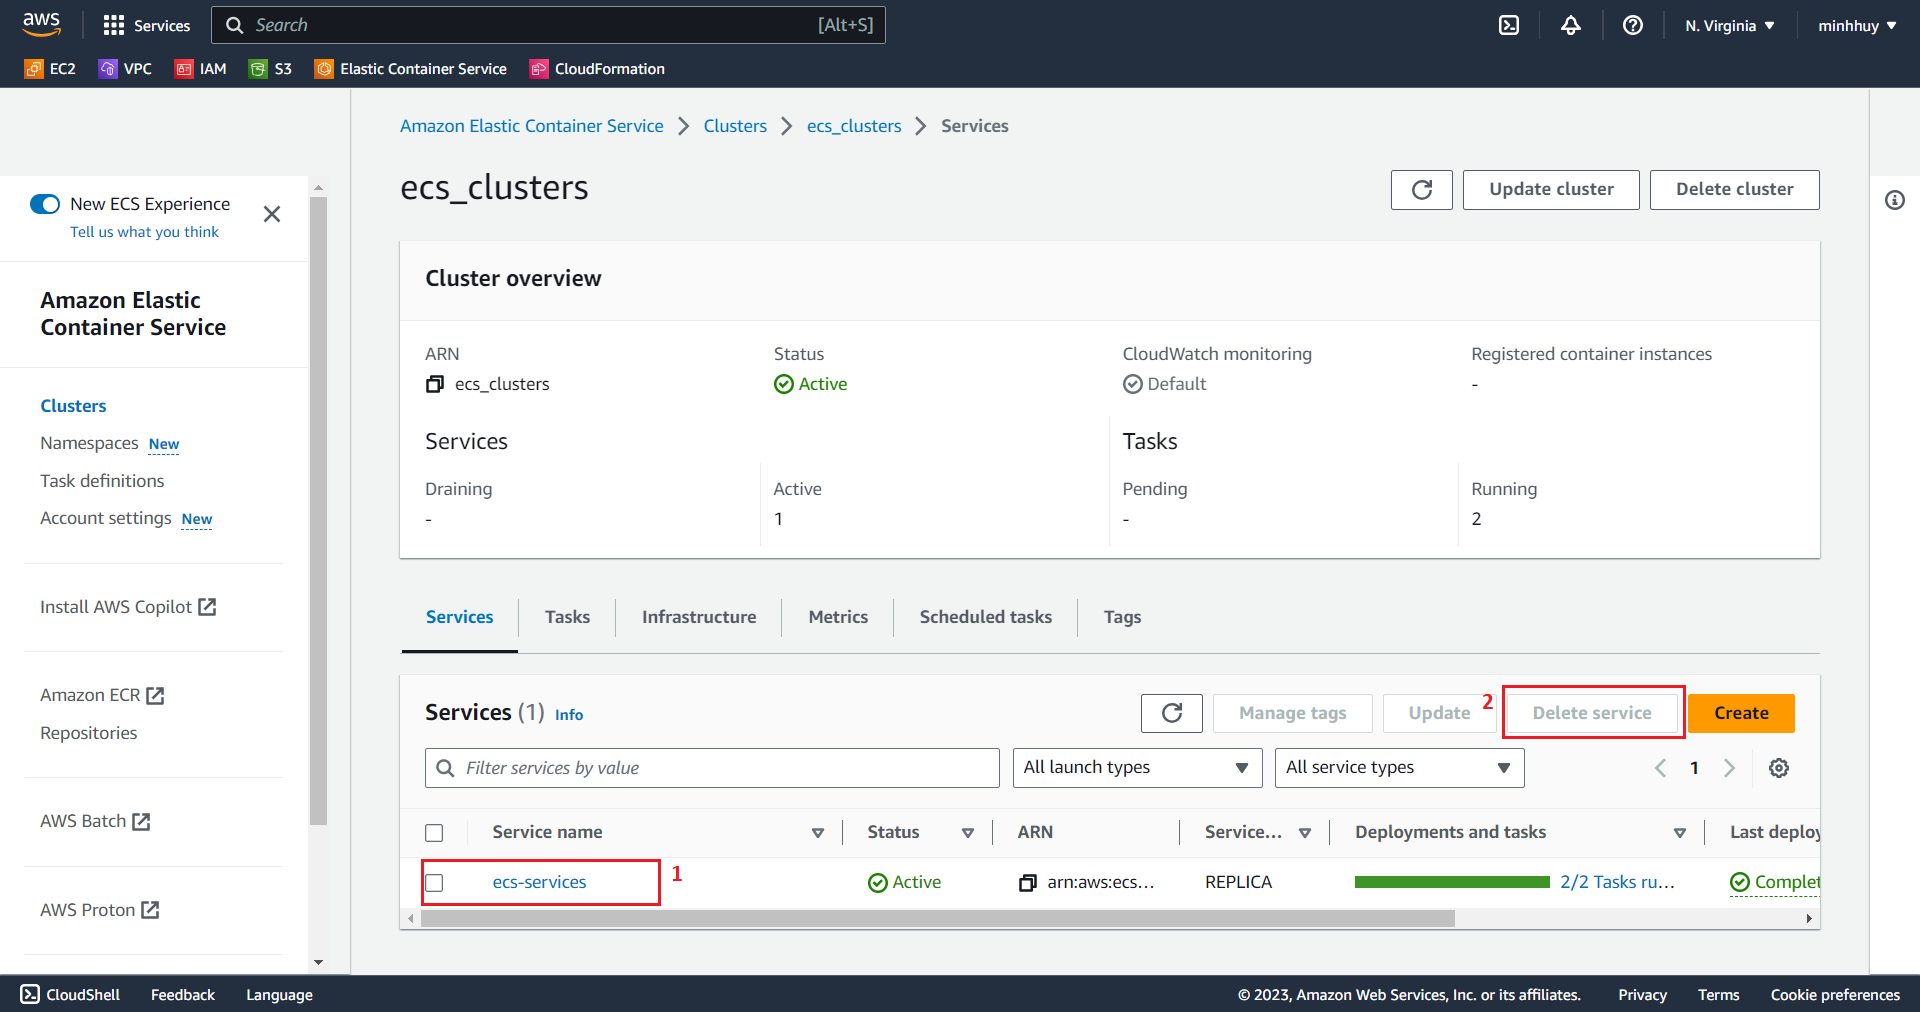 aws Services Search [Alt+S] N. Virginia minhhuy
EC2 VPC IAM S3 Elastic Container Service CloudFormation
New ECS Experience
Tell us what you think
Amazon Elastic
Container Service
Clusters
Namespaces New
Task definitions
Account settings New
Install AWS Copilot
Amazon ECR
Repositories
AWS Batch
AWS Proton
Amazon Elastic Container Service Clusters ecs_clusters Services
ecs_clusters Update cluster Delete cluster
Cluster overview
ARN Status CloudWatch monitoring Registered container instances
ecs_clusters Active Default -
Services Tasks
Draining Active Pending Running
- 1 - 2
Services Tasks Infrastructure Metrics Scheduled tasks Tags
Services (1) Info Manage tags Update 2 Delete service Create
Filter services by value All launch types All service types 1
Service name Status ARN Service... Deployments and tasks Last deploy
ecs-services 1 Active arn:aws:ecs... REPLICA 2/2 Tasks ru... Complet
CloudShell Feedback Language © 2023, Amazon Web Services, Inc. or its affiliates. Privacy Terms Cookie preferences